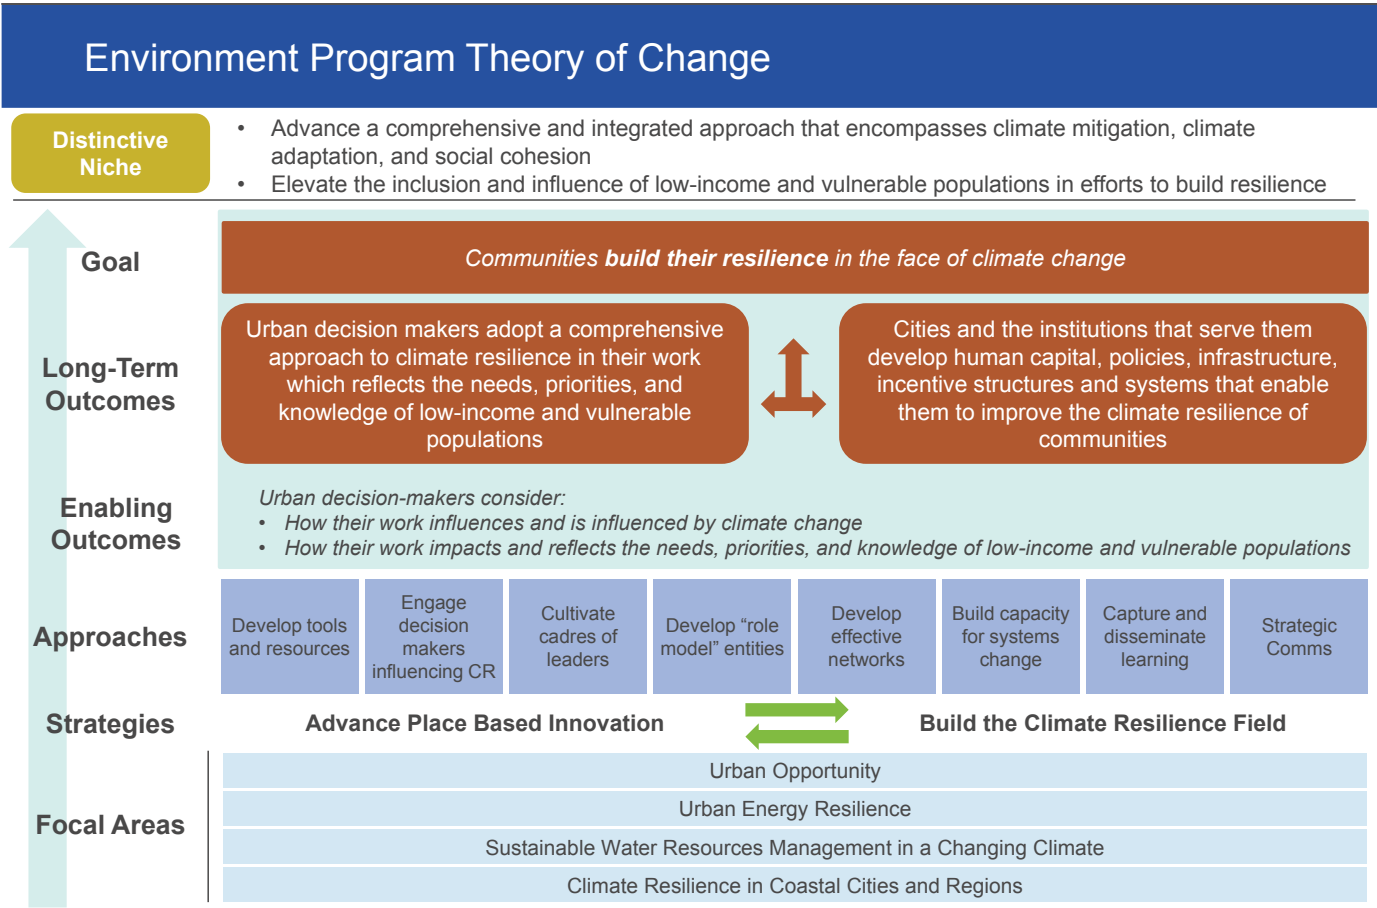 Environment Program Theory of Change
Distinctive
Niche
• Advance a comprehensive and integrated approach that encompasses climate mitigation, climate
adaptation, and social cohesion
• Elevate the inclusion and influence of low-income and vulnerable populations in efforts to build resilience
Goal
Communities build their resilience in the face of climate change
Long-Term
Outcomes
Urban decision makers adopt a comprehensive
approach to climate resilience in their work
which reflects the needs, priorities, and
knowledge of low-income and vulnerable
populations
Cities and the institutions that serve them
develop human capital, policies, infrastructure,
incentive structures and systems that enable
them to improve the climate resilience of
communities
Enabling
Outcomes
Urban decision-makers consider:
• How their work influences and is influenced by climate change
• How their work impacts and reflects the needs, priorities, and knowledge of low-income and vulnerable populations
Approaches
Develop tools
and resources
Engage
decision
makers
influencing CR
Cultivate
cadres of
leaders
Develop “role
model” entities
Develop
effective
networks
Build capacity
for systems
change
Capture and
disseminate
learning
Strategic
Comms
Strategies
Advance Place Based Innovation
Build the Climate Resilience Field
Focal Areas
Urban Opportunity
Urban Energy Resilience
Sustainable Water Resources Management in a Changing Climate
Climate Resilience in Coastal Cities and Regions